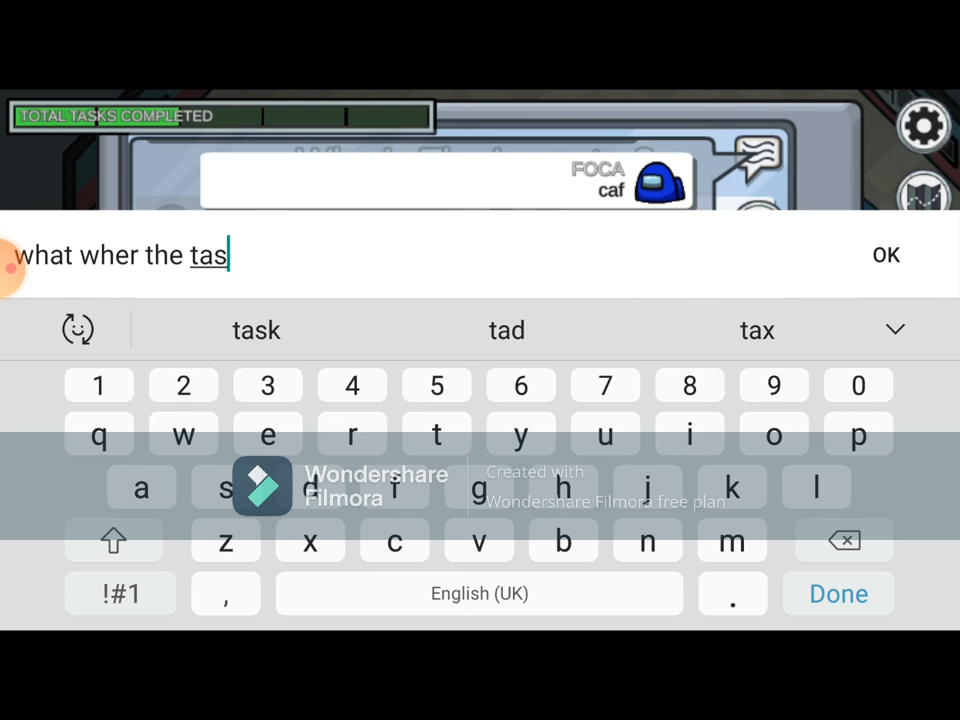 TOTAL TASKS COMPLETED
FOCA
caf
what wher the tas
OK
task tad tax
1 2 3 4 5 6 7 8 9 0
q w e r t y u i o p
a s d f g h j k l
Wondershare
Filmora
Created with
Wondershare Filmora free plan
z x c v b n m
!#1 , English (UK) . Done